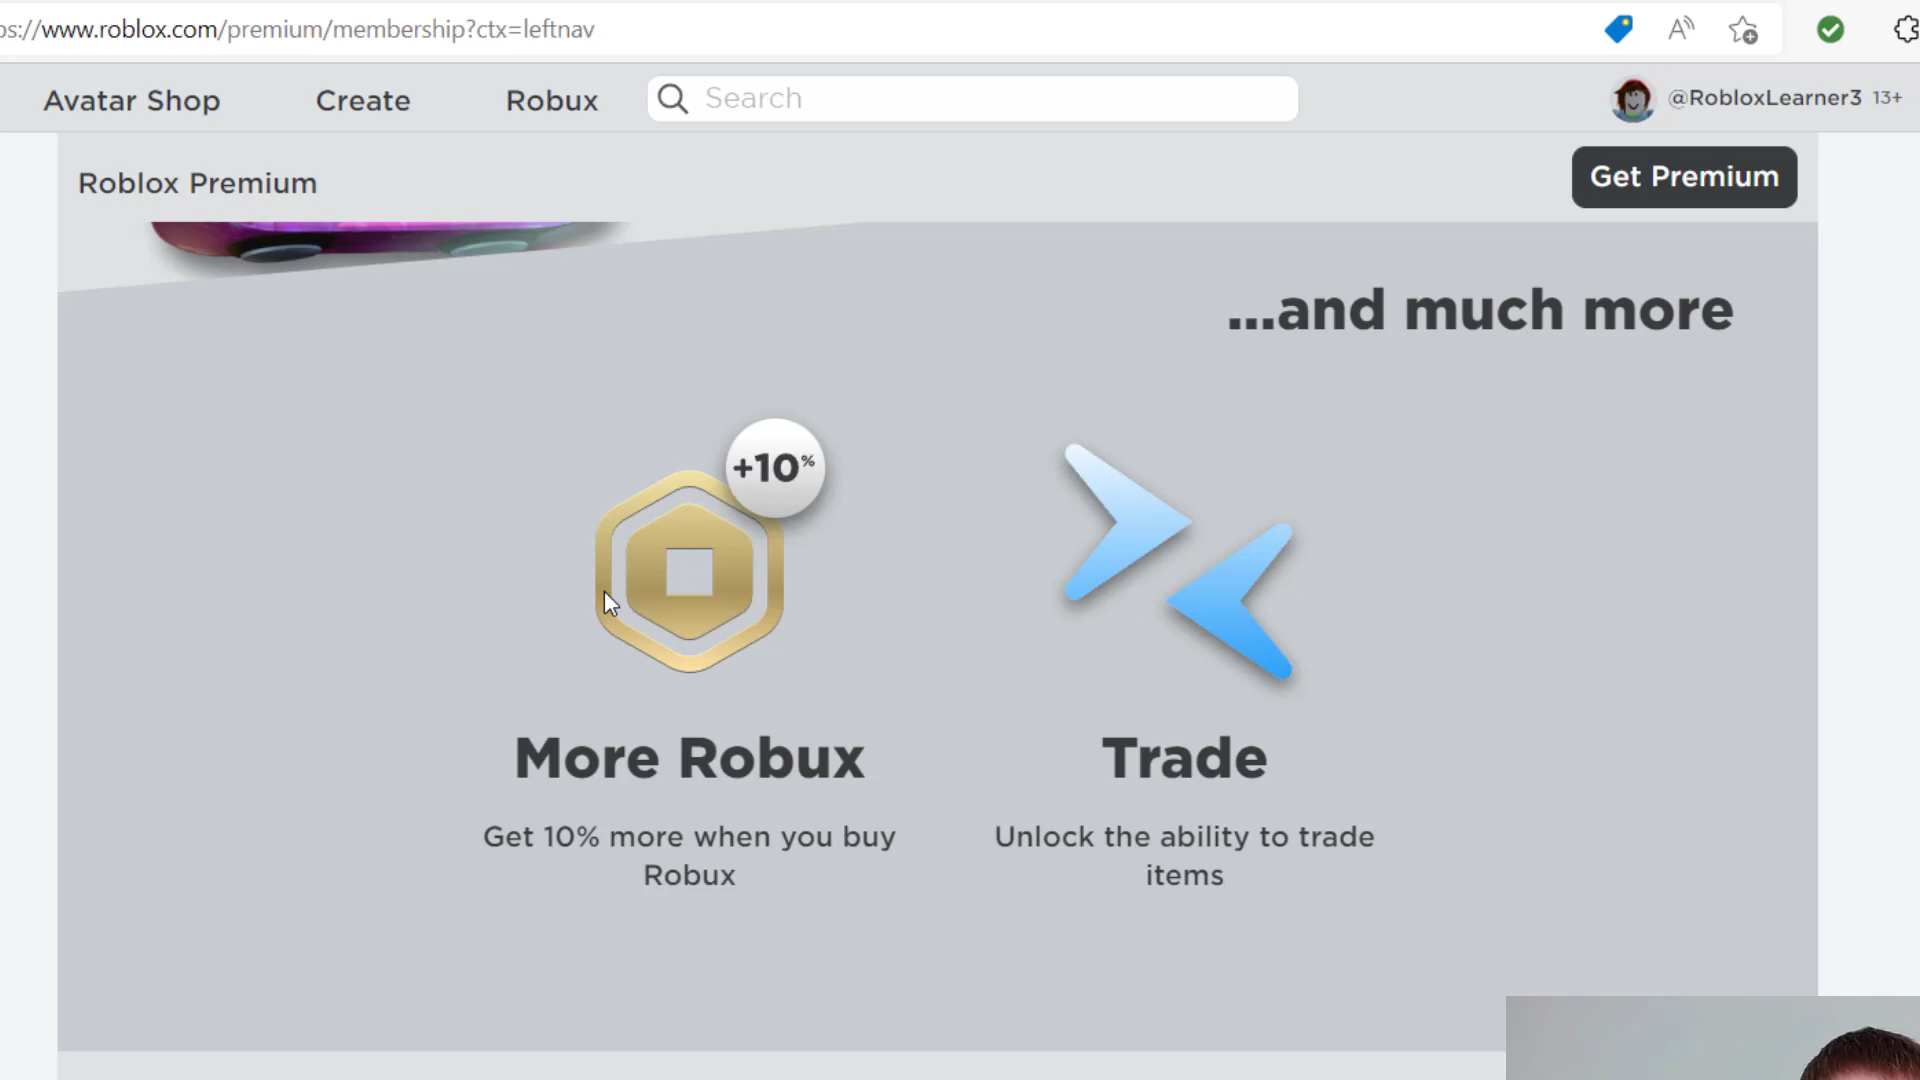 ps://www.roblox.com/premium/membership?ctx=leftnav
Avatar Shop Create Robux Search @RobloxLearner3 13+
Roblox Premium Get Premium
...and much more
+10%
More Robux
Get 10% more when you buy
Robux
Trade
Unlock the ability to trade
items